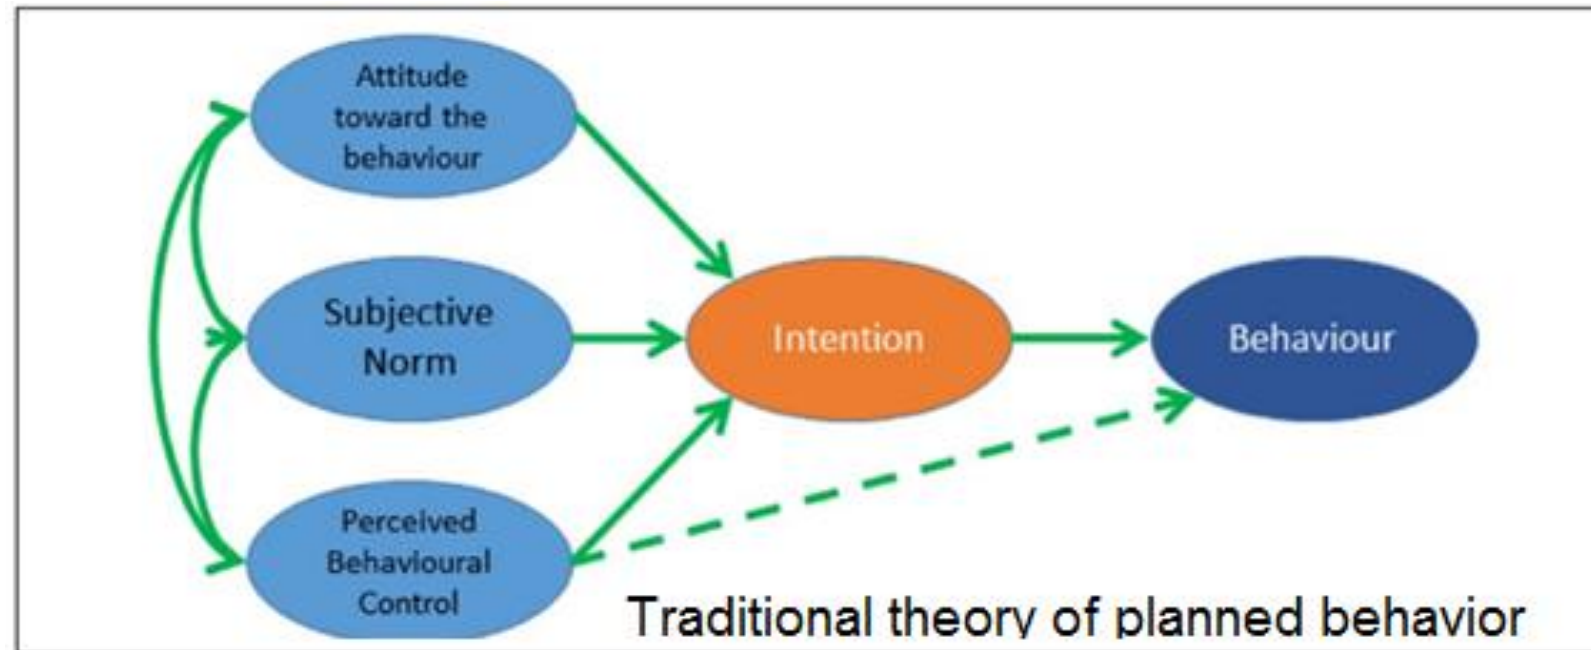 Attitude
toward the
behaviour
Subjective
Norm
Intention
Behaviour
Perceived
Behavioural
Control
Traditional theory of planned behavior